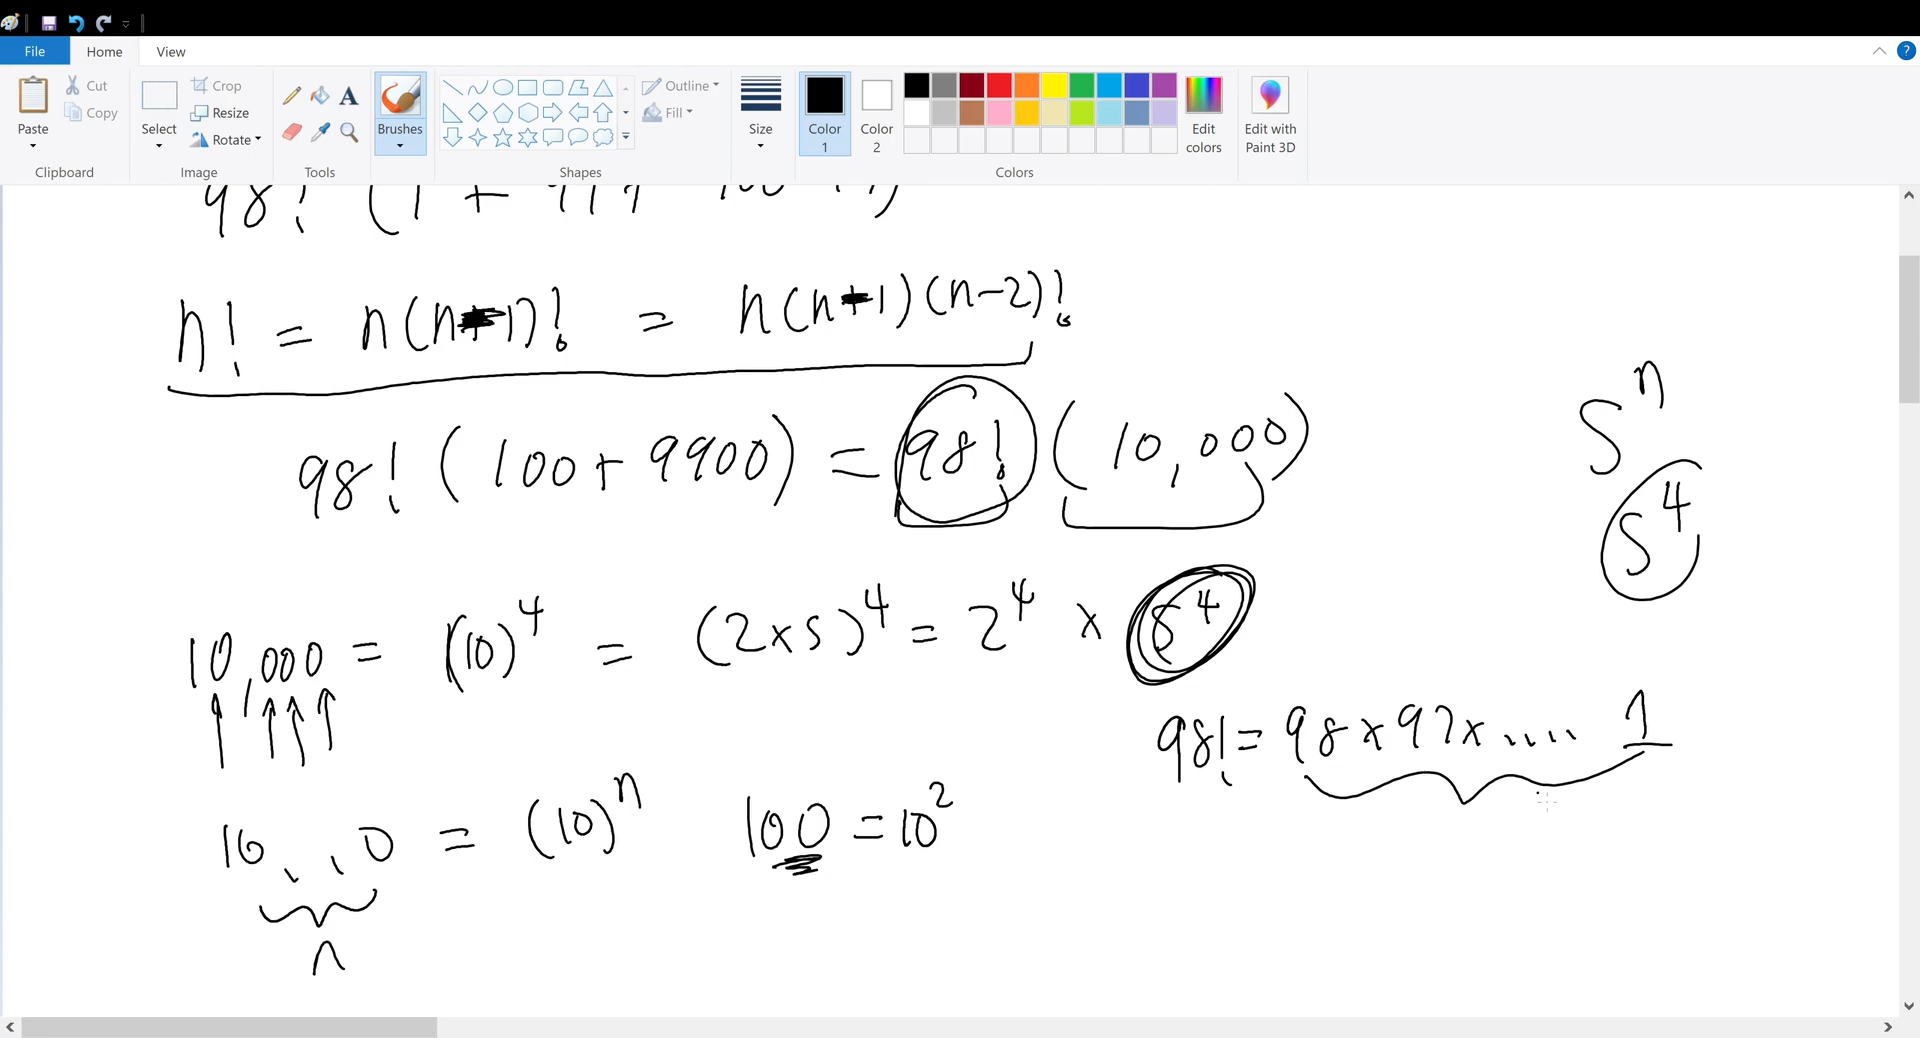 File Home View
Paste Cut Copy Select Crop Resize Rotate Brushes Outline Fill Size Color 1 Color 2 Edit colors Edit with Paint 3D
Clipboard Image Tools Shapes Colors
98! (1 +
n! = n(n-1)! = n(n-1)(n-2)!
5^n
98! (100 + 9900) = 98! (10,000)
5^4
10,000 = (10)^4 = (2x5)^4 = 2^4 x 5^4
98! = 98 x 97 x .... 1
10,,0 = (10)^n 100 = 10^2
n